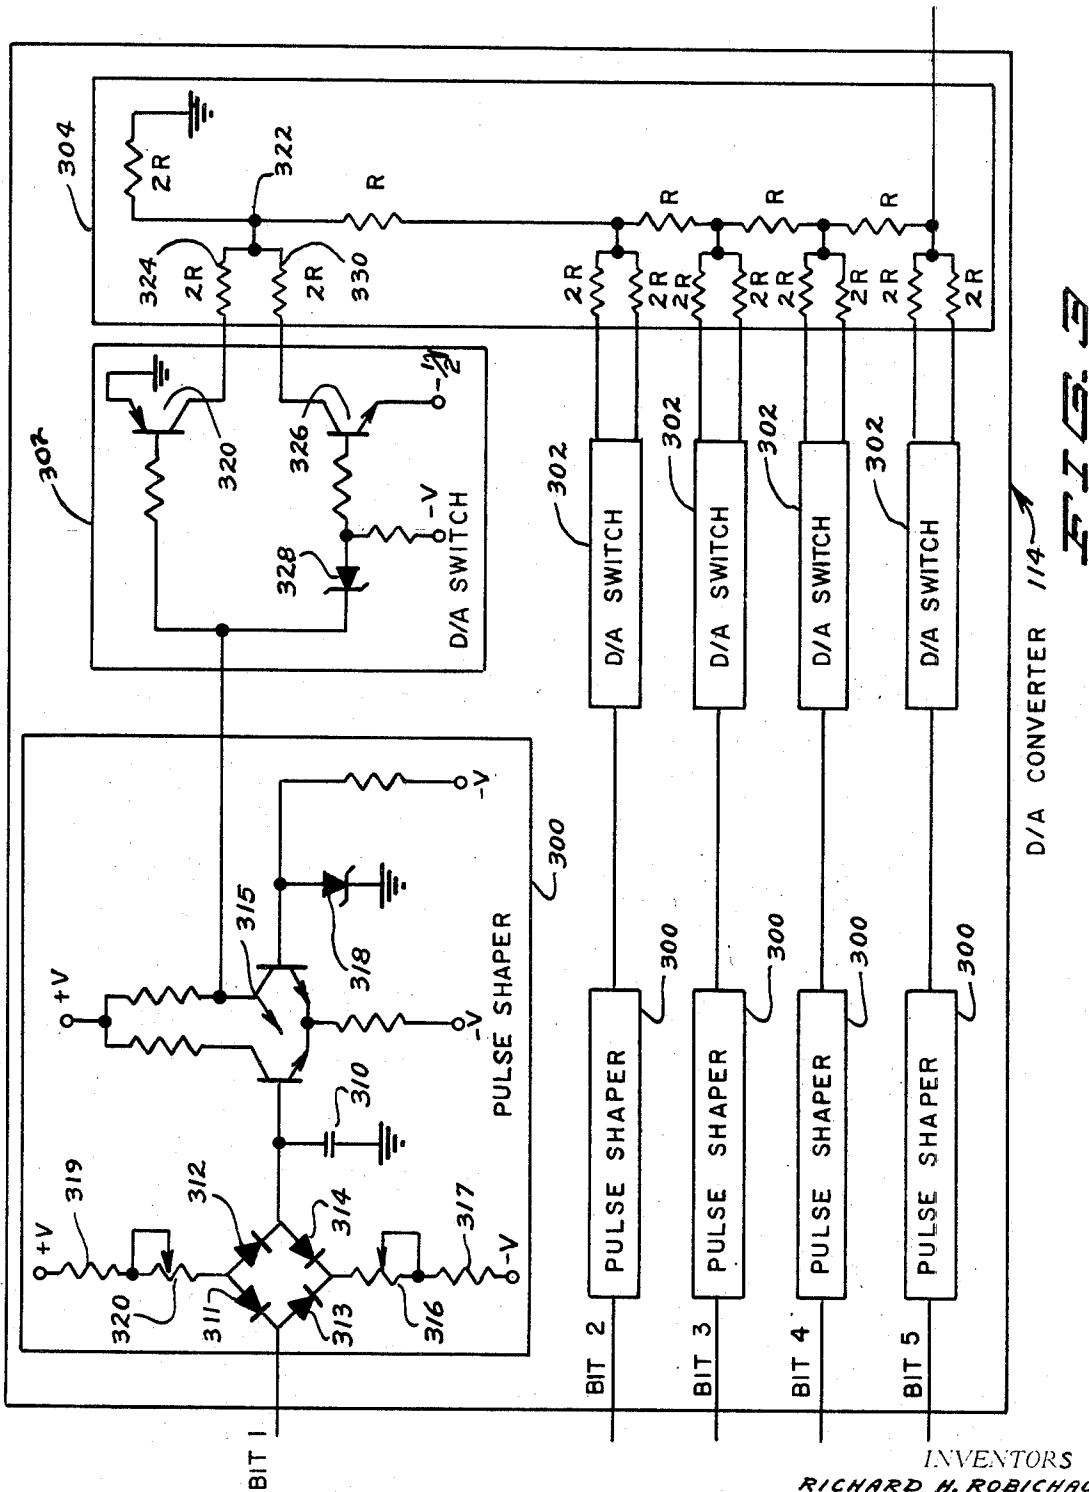 304
2R
322
R
R
R
R
324
2R
2R
330
2R
2R
2R
2R
2R
2R
2R
2R
302
320
326
-V/2
-V
328
D/A SWITCH
302
302
302
302
D/A SWITCH
D/A SWITCH
D/A SWITCH
D/A SWITCH
+V
315
318
-V
-V
310
300
PULSE SHAPER
+V
319
312
314
317
-V
320
311
313
316
300
300
300
300
PULSE SHAPER
PULSE SHAPER
PULSE SHAPER
PULSE SHAPER
BIT 1
BIT 2
BIT 3
BIT 4
BIT 5
D/A CONVERTER 114
FIG. 3
INVENTORS
RICHARD H.